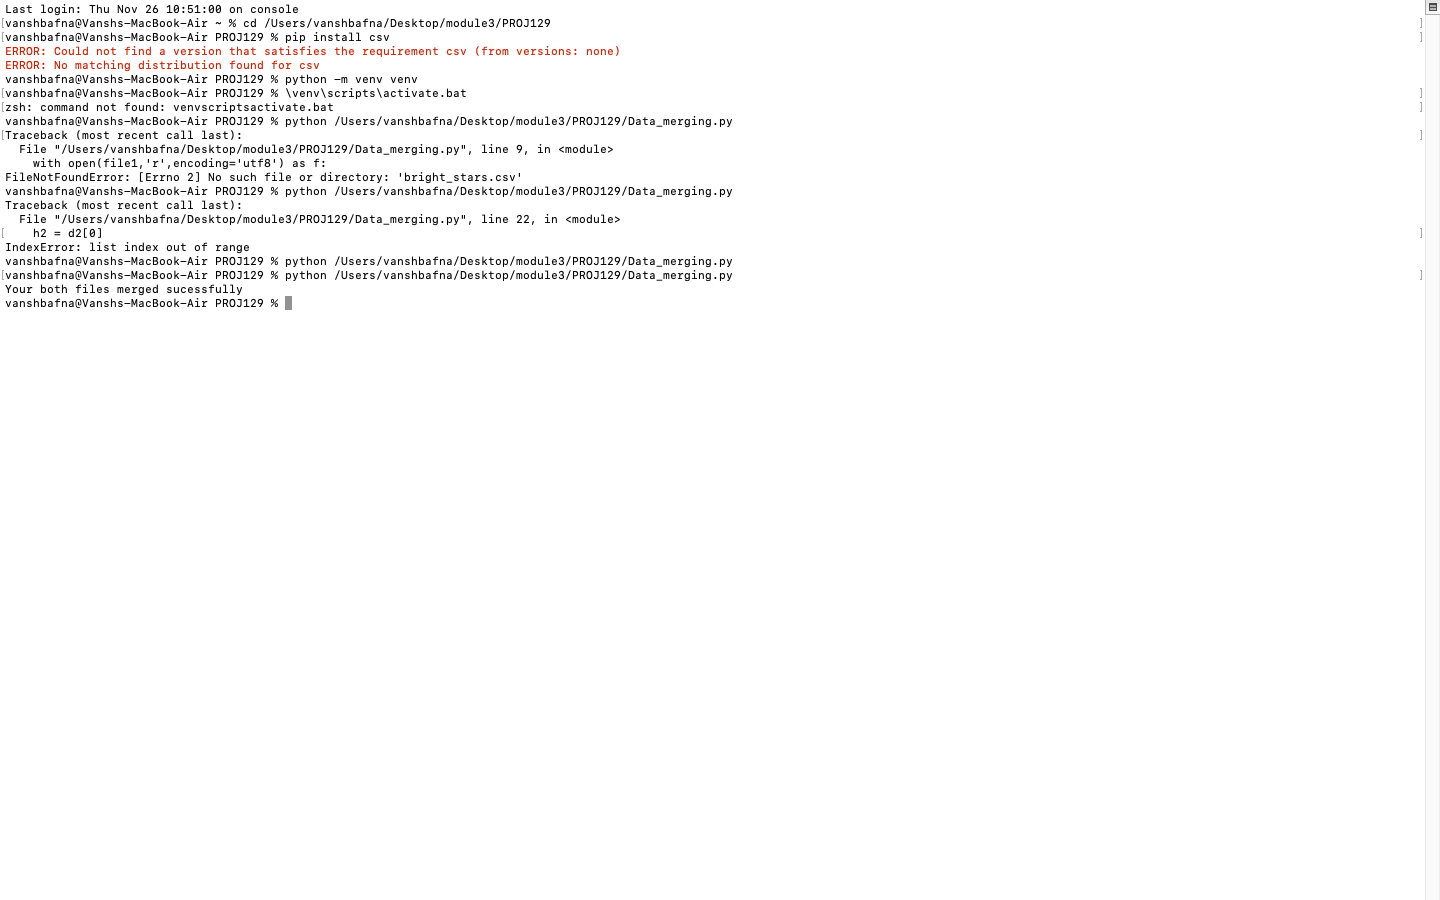 Last login: Thu Nov 26 10:51:00 on console
[vanshbafna@Vanshs-MacBook-Air ~ % cd /Users/vanshbafna/Desktop/module3/PROJ129 ]
[vanshbafna@Vanshs-MacBook-Air PROJ129 % pip install csv ]
ERROR: Could not find a version that satisfies the requirement csv (from versions: none)
ERROR: No matching distribution found for csv
vanshbafna@Vanshs-MacBook-Air PROJ129 % python -m venv venv
[vanshbafna@Vanshs-MacBook-Air PROJ129 % \venv\scripts\activate.bat ]
[zsh: command not found: venvscriptsactivate.bat ]
vanshbafna@Vanshs-MacBook-Air PROJ129 % python /Users/vanshbafna/Desktop/module3/PROJ129/Data_merging.py
[Traceback (most recent call last): ]
  File "/Users/vanshbafna/Desktop/module3/PROJ129/Data_merging.py", line 9, in <module>
    with open(file1,'r',encoding='utf8') as f:
FileNotFoundError: [Errno 2] No such file or directory: 'bright_stars.csv'
vanshbafna@Vanshs-MacBook-Air PROJ129 % python /Users/vanshbafna/Desktop/module3/PROJ129/Data_merging.py
Traceback (most recent call last):
  File "/Users/vanshbafna/Desktop/module3/PROJ129/Data_merging.py", line 22, in <module>
[    h2 = d2[0] ]
IndexError: list index out of range
vanshbafna@Vanshs-MacBook-Air PROJ129 % python /Users/vanshbafna/Desktop/module3/PROJ129/Data_merging.py
[vanshbafna@Vanshs-MacBook-Air PROJ129 % python /Users/vanshbafna/Desktop/module3/PROJ129/Data_merging.py ]
Your both files merged sucessfully
vanshbafna@Vanshs-MacBook-Air PROJ129 %